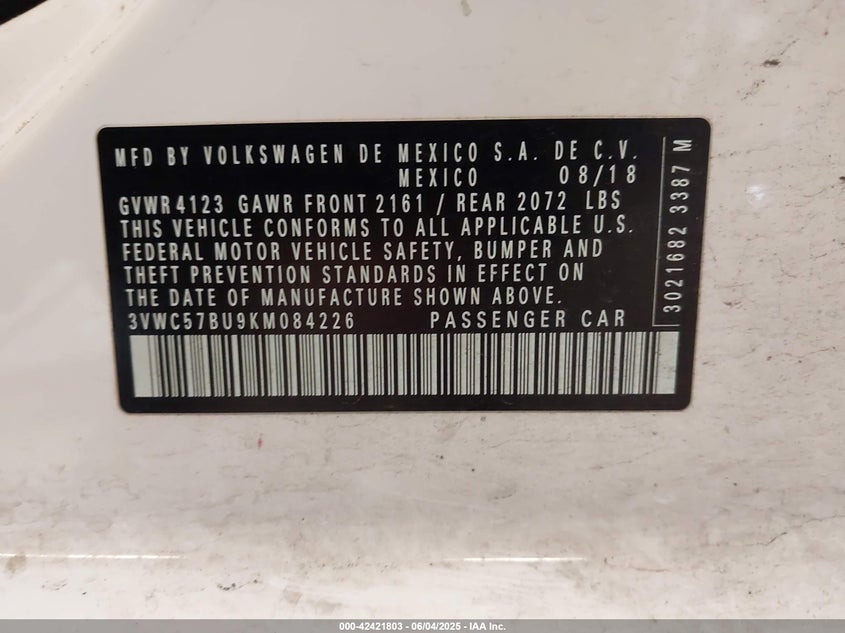 MFD BY VOLKSWAGEN DE MEXICO S.A. DE C.V.
MEXICO 08/18
GVWR 4123 GAWR FRONT 2161 / REAR 2072 LBS
THIS VEHICLE CONFORMS TO ALL APPLICABLE U.S.
FEDERAL MOTOR VEHICLE SAFETY, BUMPER AND
THEFT PREVENTION STANDARDS IN EFFECT ON
THE DATE OF MANUFACTURE SHOWN ABOVE.
3VWC57BU9KM084226 PASSENGER CAR
3021682 3387 M
000-42421803 - 06/04/2025 - IAA Inc.